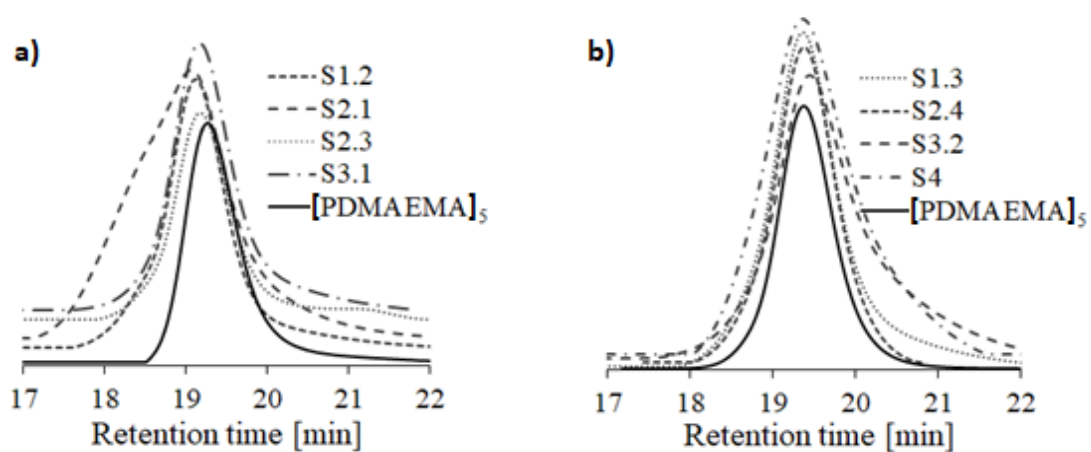 a)
S1.2
S2.1
S2.3
S3.1
[PDMAEMA]5
17 18 19 20 21 22
Retention time [min]
b)
S1.3
S2.4
S3.2
S4
[PDMAEMA]5
17 18 19 20 21 22
Retention time [min]